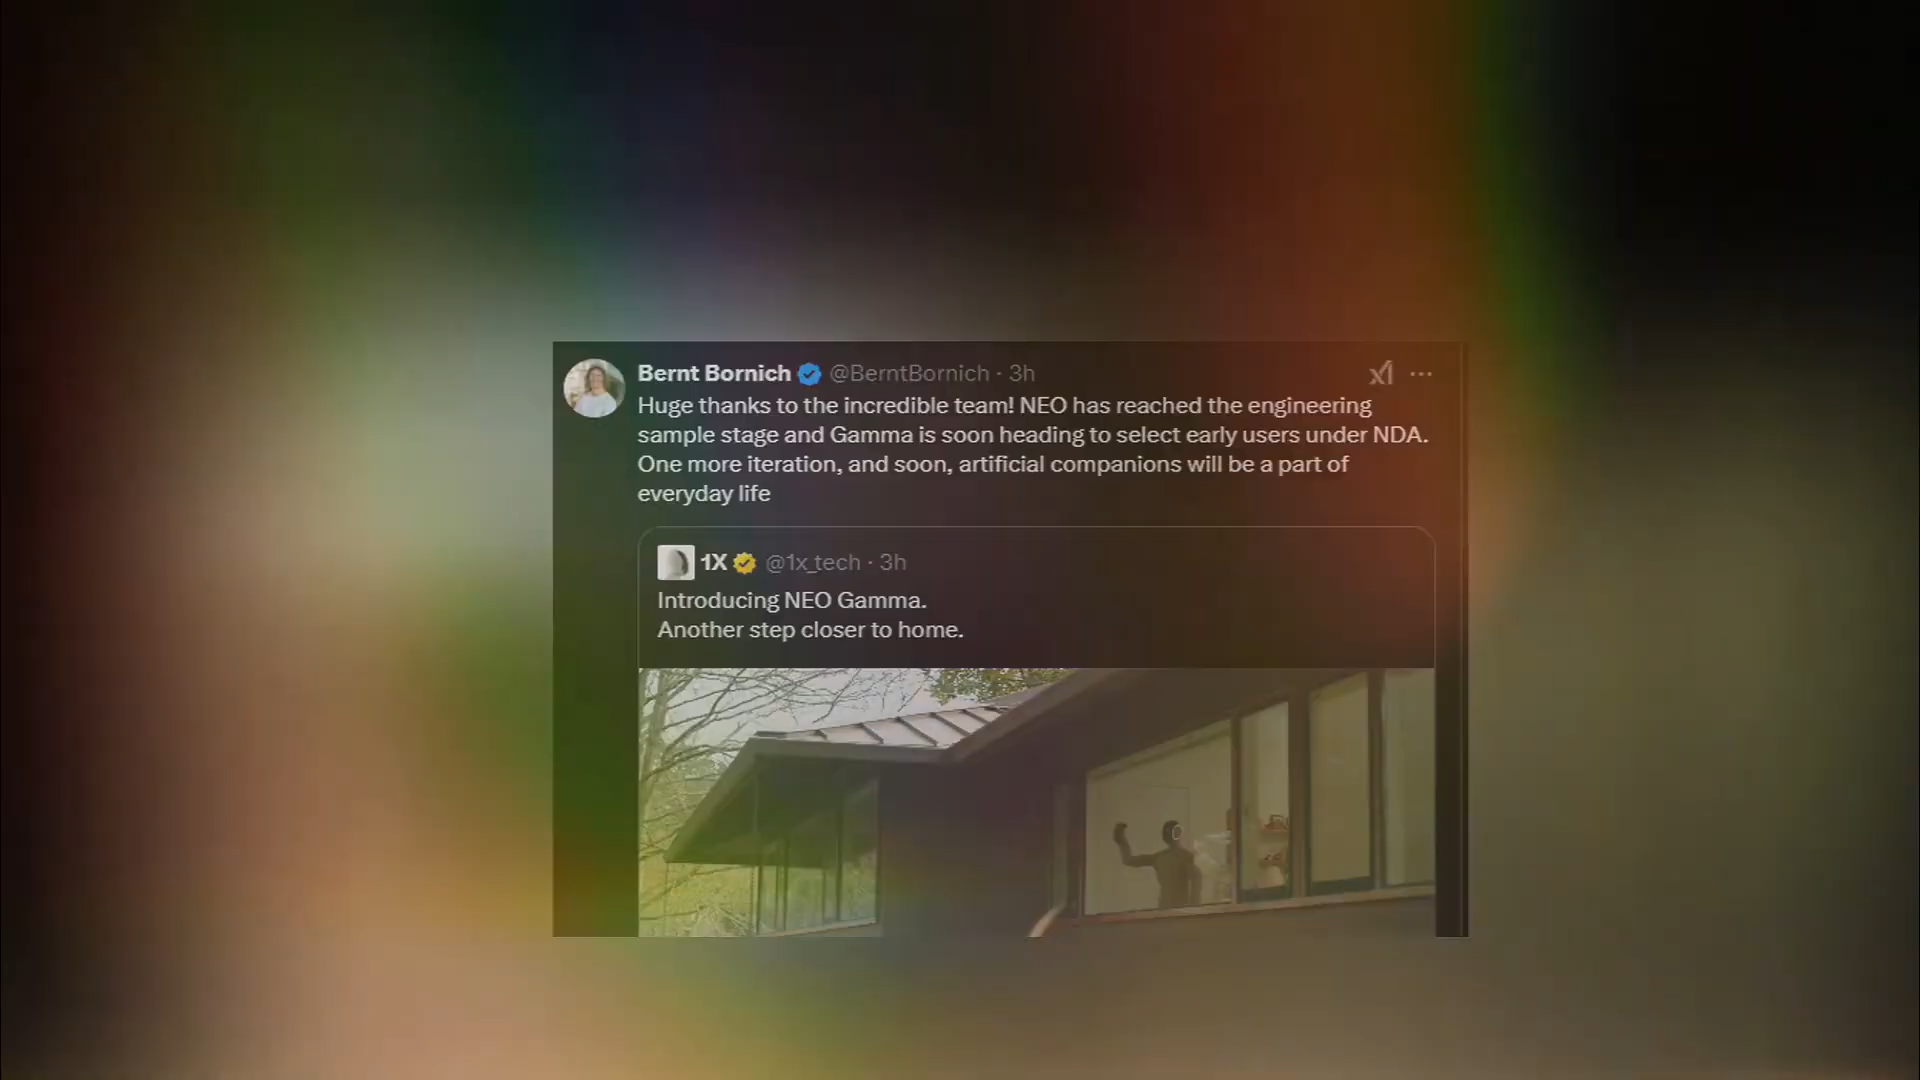 Bernt Bornich @BerntBornich · 3h
Huge thanks to the incredible team! NEO has reached the engineering
sample stage and Gamma is soon heading to select early users under NDA.
One more iteration, and soon, artificial companions will be a part of
everyday life
1X @1x_tech · 3h
Introducing NEO Gamma.
Another step closer to home.